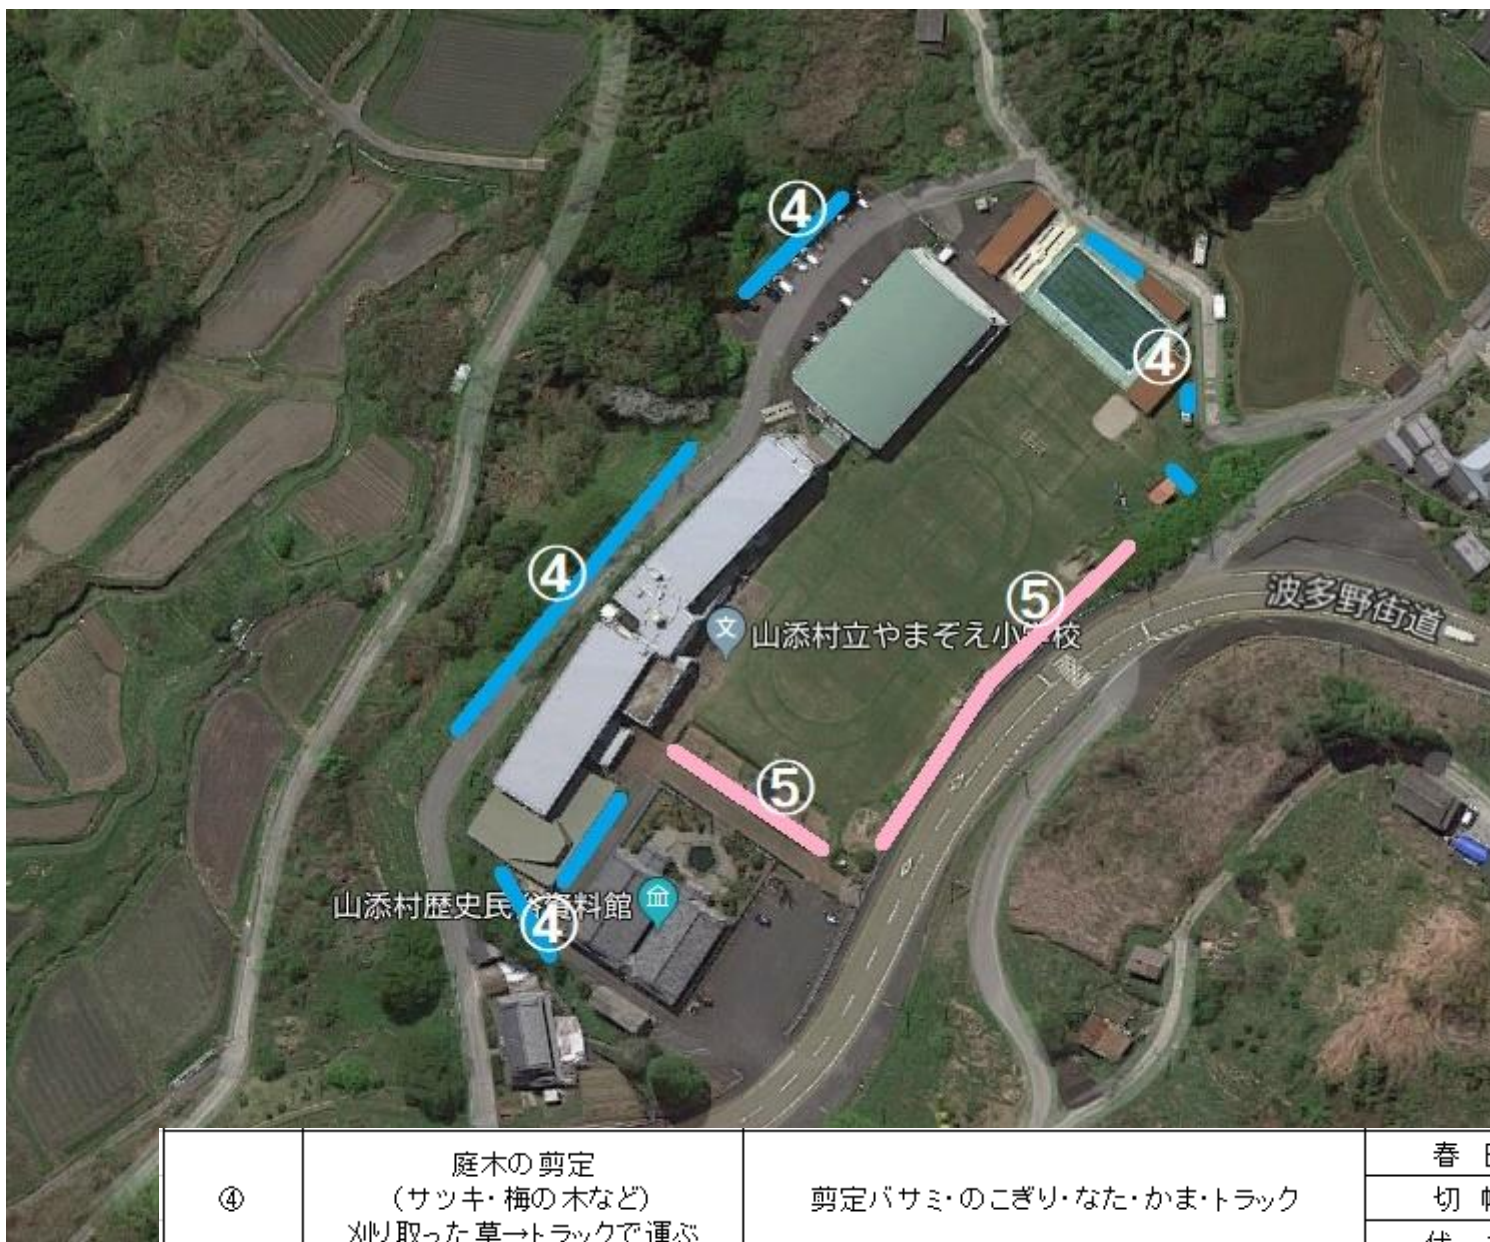 ④
④
④
⑤
波多野街道
文
山添村立やまぞえ小学校
⑤
山添村歴史民俗資料館
④
庭木の剪定
④
(サツキ・梅の木など)
剪定バサミ・のこぎり・なた・かま・トラック
刈り取った草→トラックで運ぶ
春
切